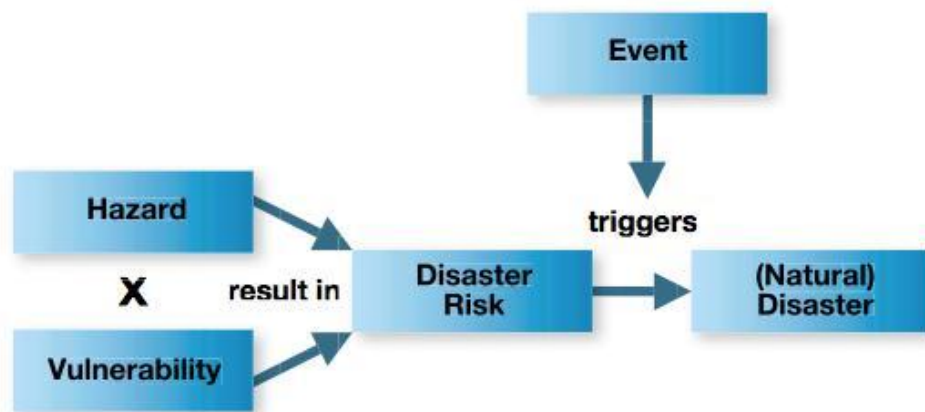 Event
Hazard
triggers
X
result in
Disaster
Risk
(Natural)
Disaster
Vulnerability